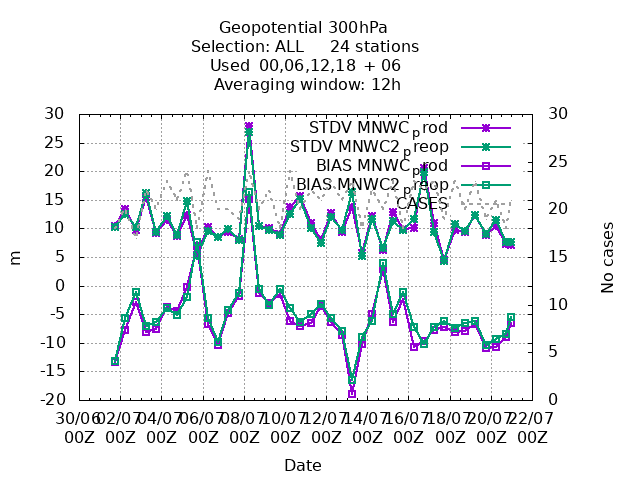 Geopotential 300hPa
Selection: ALL 24 stations
Used 00,06,12,18 + 06
Averaging window: 12h
30 30
25 25
20 20
15 15
10 10
5 5
0 0
-5
-10
-15
-20
STDV MNWC_prod
STDV MNWC2_preop
BIAS MNWC_prod
BIAS MNWC2_preop
CASES
m
No cases
30/06 02/07 04/07 06/07 08/07 10/07 12/07 14/07 16/07 18/07 20/07 22/07
00Z 00Z 00Z 00Z 00Z 00Z 00Z 00Z 00Z 00Z 00Z 00Z
Date